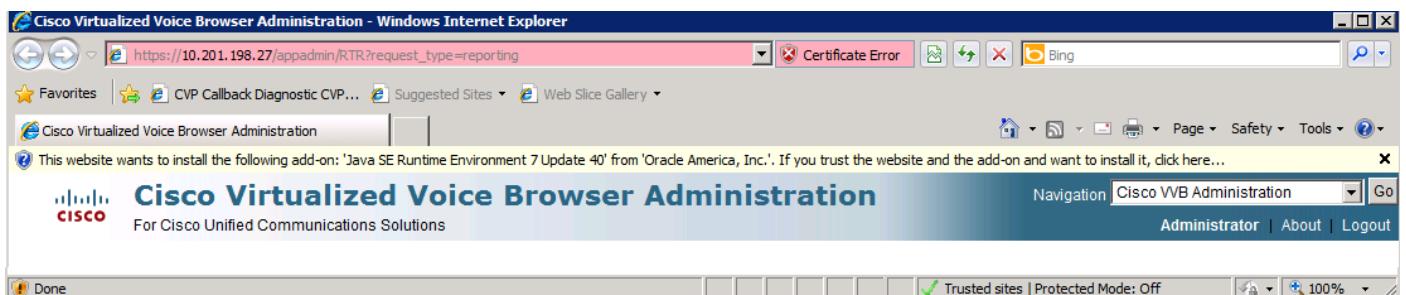 Cisco Virtualized Voice Browser Administration - Windows Internet Explorer
https://10.201.198.27/appadmin/RTR?request_type=reporting Certificate Error Bing
Favorites CVP Callback Diagnostic CVP... Suggested Sites Web Slice Gallery
Cisco Virtualized Voice Browser Administration Page Safety Tools
This website wants to install the following add-on: 'Java SE Runtime Environment 7 Update 40' from 'Oracle America, Inc.'. If you trust the website and the add-on and want to install it, click here...
CISCO Cisco Virtualized Voice Browser Administration Navigation Cisco VVB Administration Go
For Cisco Unified Communications Solutions Administrator | About | Logout
Done Trusted sites | Protected Mode: Off 100%